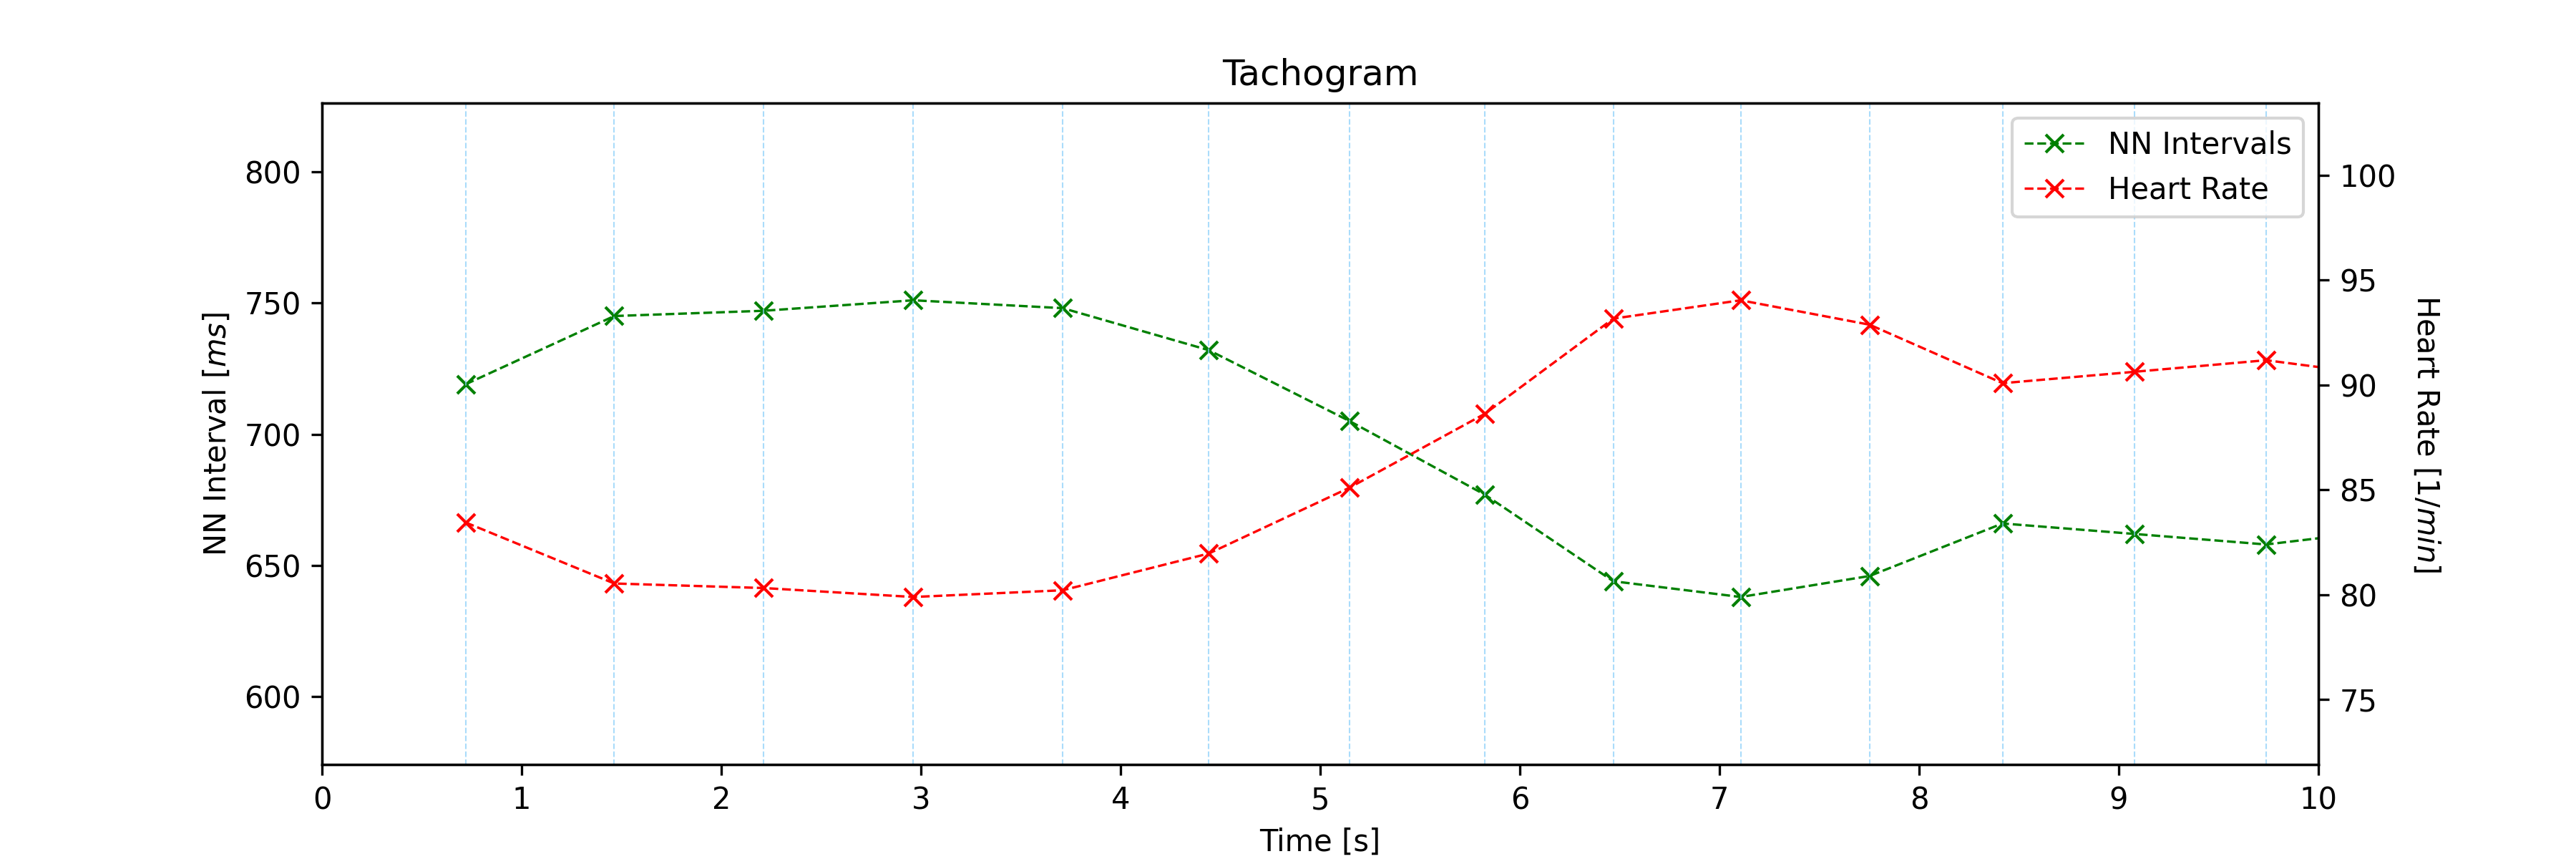 Tachogram
NN Intervals
Heart Rate
800
750
700
650
600
NN Interval [ms]
100
95
90
85
80
75
Heart Rate [1/min]
0 1 2 3 4 5 6 7 8 9 10
Time [s]